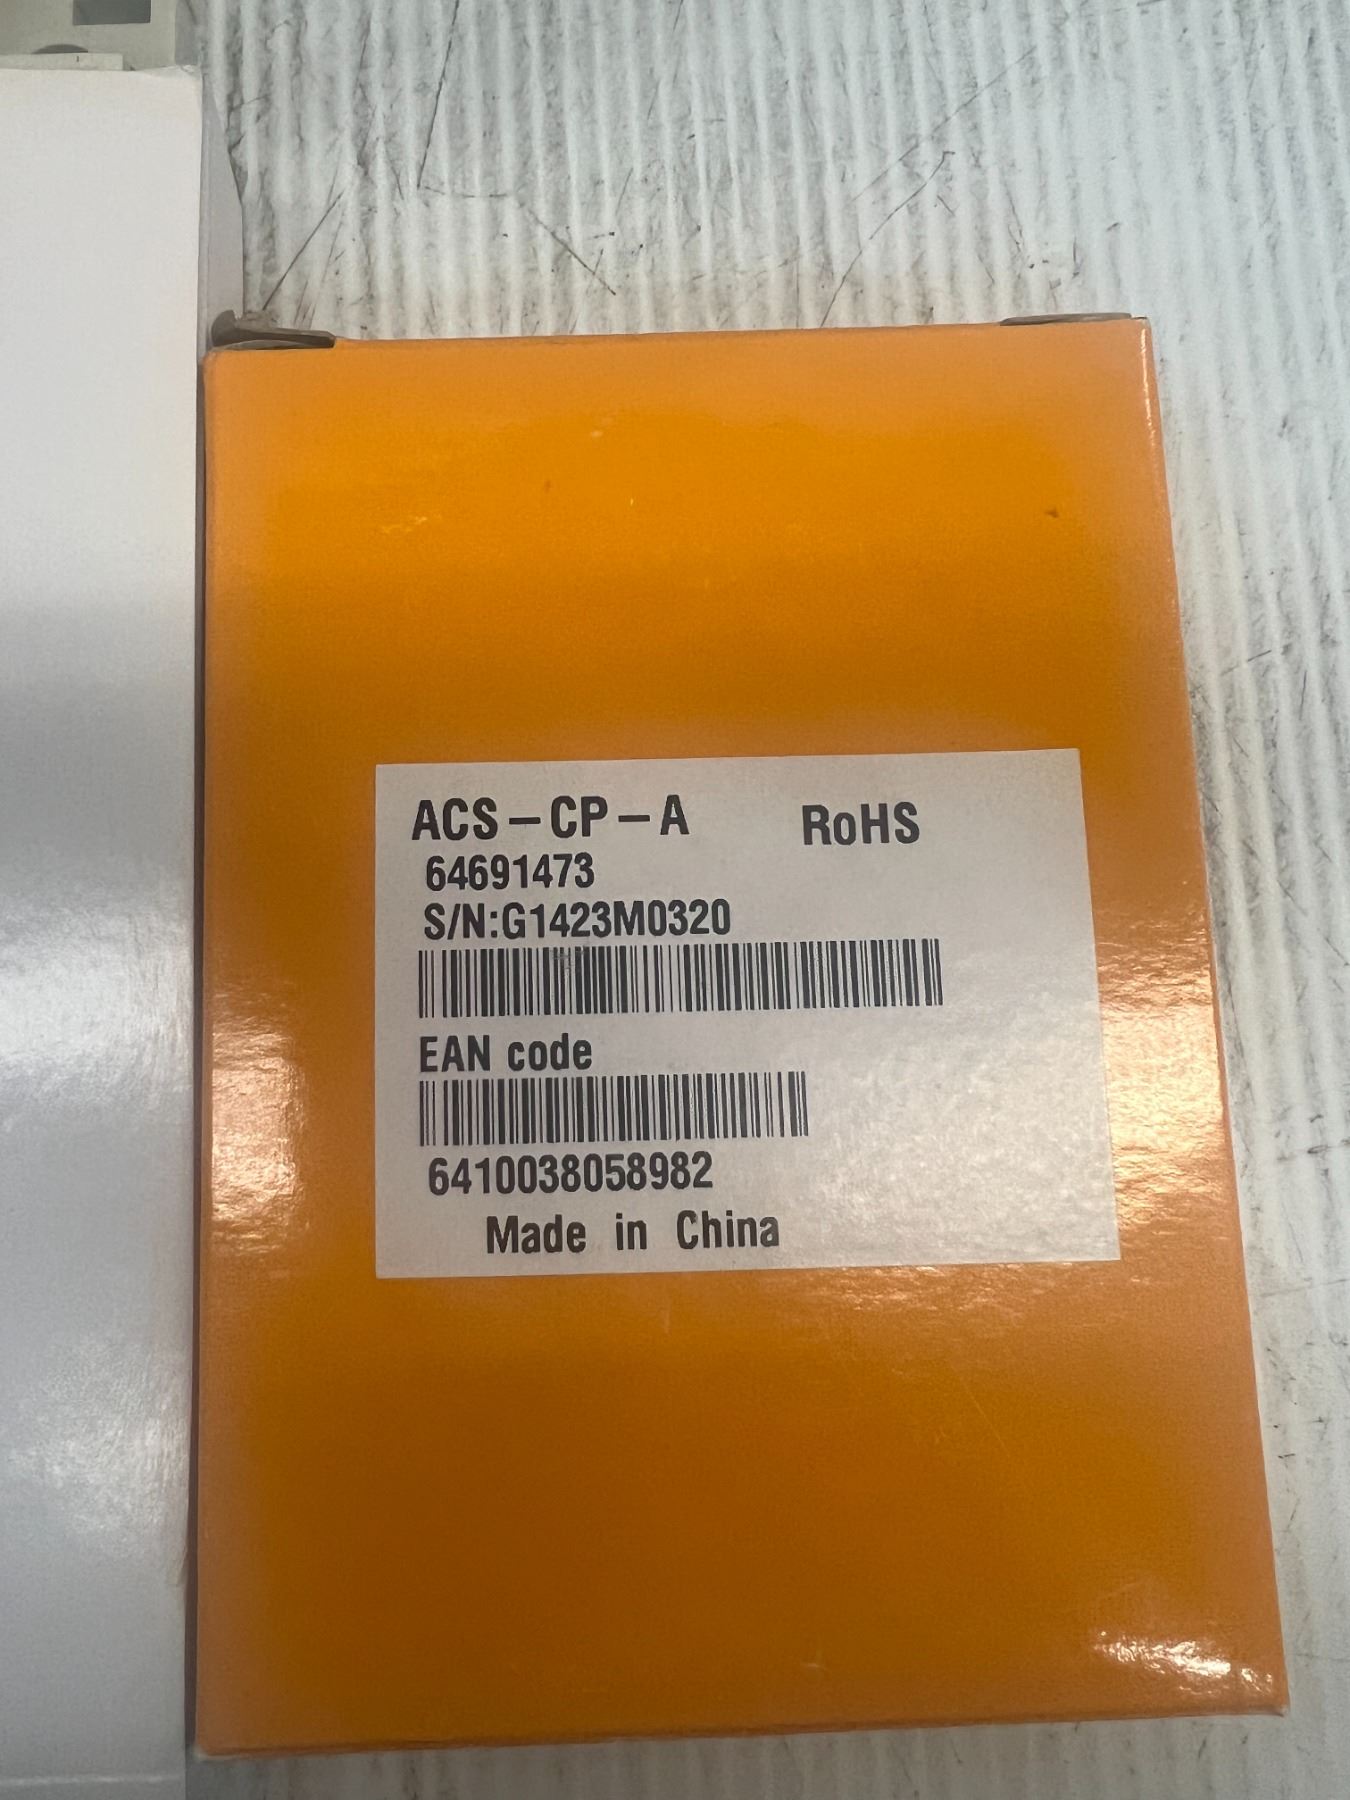 ACS-CP-A RoHS
64691473
S/N:G1423M0320
EAN code
6410038058982
Made in China